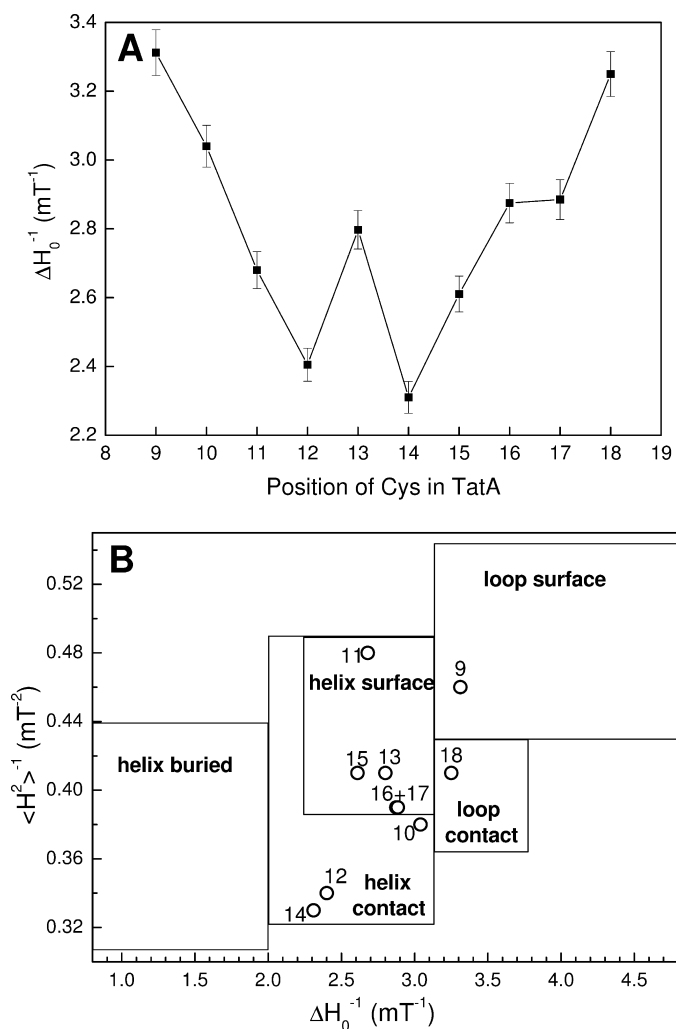 A
3.4
3.2
3.0
2.8
2.6
2.4
2.2
ΔH₀⁻¹ (mT⁻¹)
8 9 10 11 12 13 14 15 16 17 18 19
Position of Cys in TatA
B
0.52
0.48
0.44
0.40
0.36
0.32
<H²>⁻¹ (mT⁻²)
loop surface
11
9
helix surface
helix buried
15 13
18
16+17
loop
contact
10
12
helix
contact
14
1.0 1.5 2.0 2.5 3.0 3.5 4.0 4.5
ΔH₀⁻¹ (mT⁻¹)